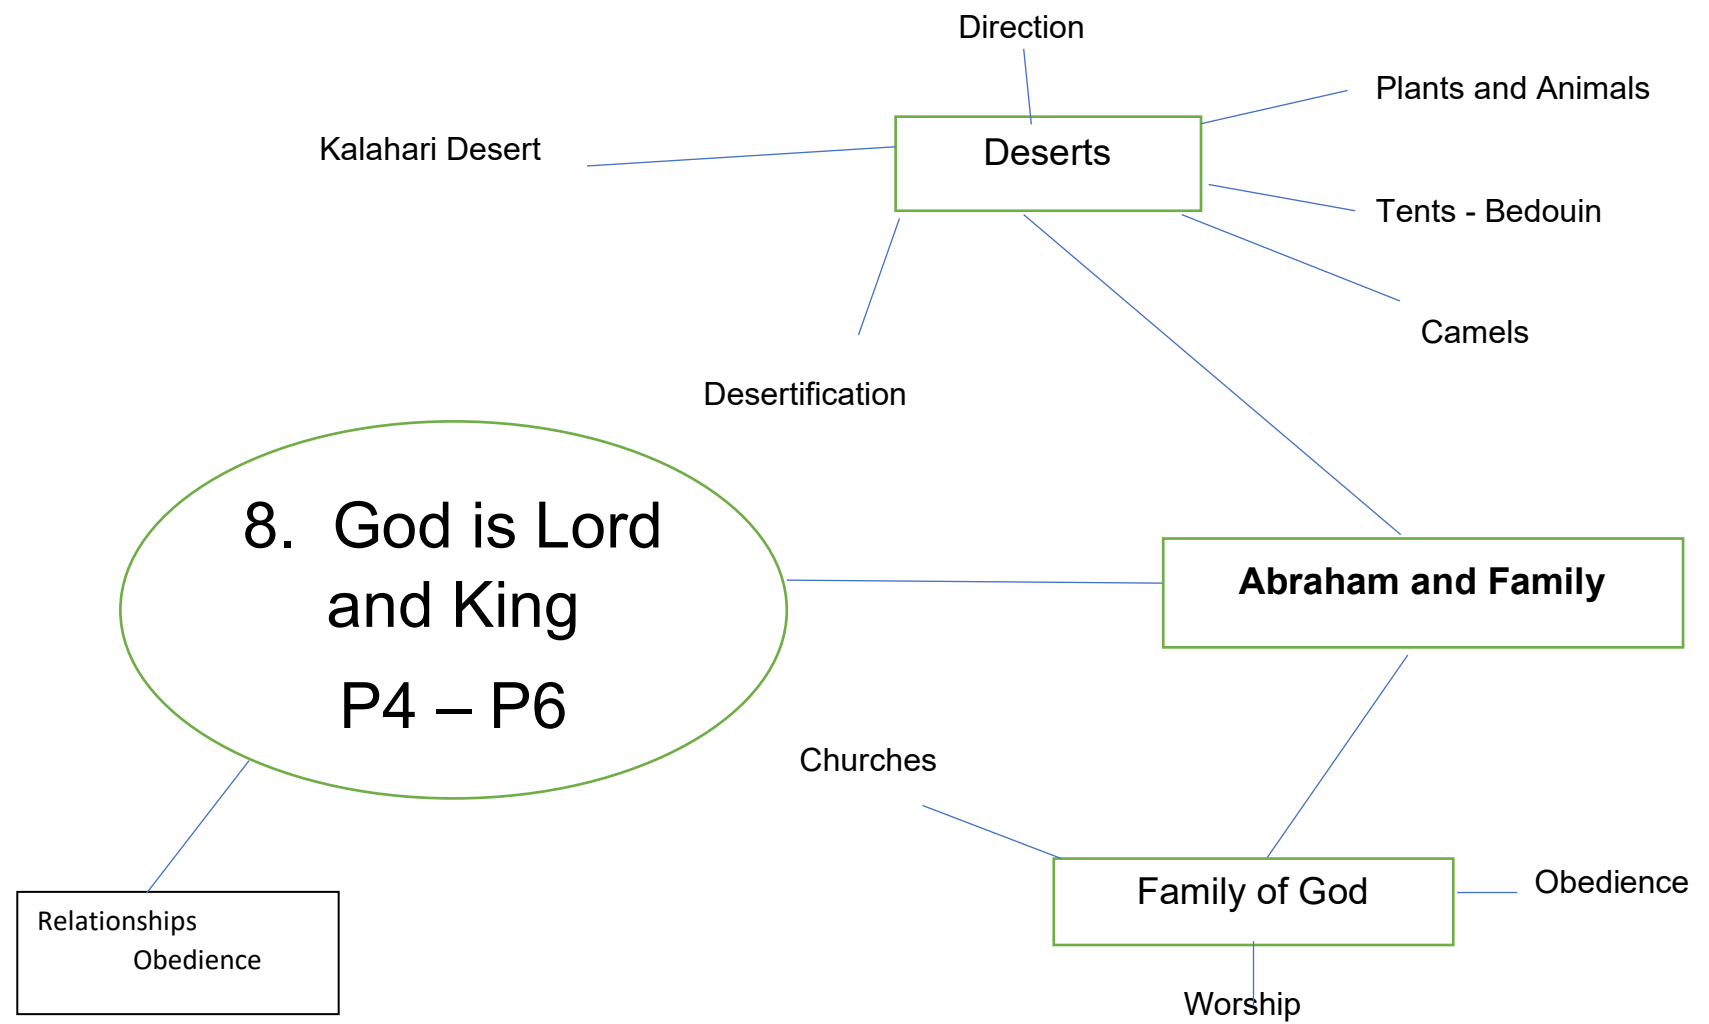 Direction
Plants and Animals
Kalahari Desert
Deserts
Tents - Bedouin
Camels
Desertification
8.  God is Lord
and King
P4 – P6
Abraham and Family
Churches
Family of God
Obedience
Relationships
Obedience
Worship